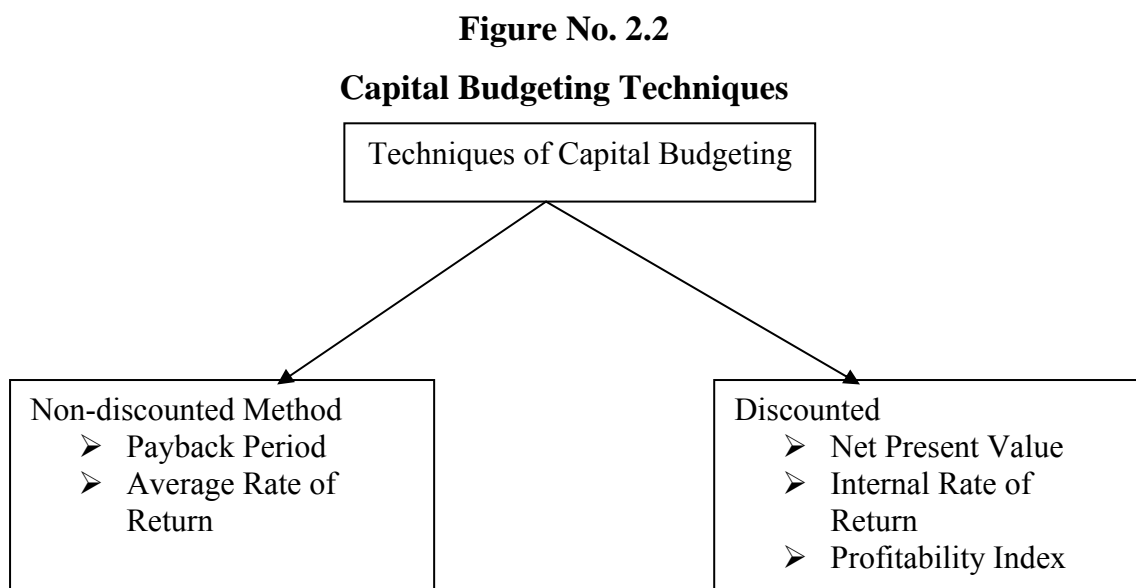 Figure No. 2.2
Capital Budgeting Techniques
Techniques of Capital Budgeting
Non-discounted Method
➢ Payback Period
➢ Average Rate of
Return
Discounted
➢ Net Present Value
➢ Internal Rate of
Return
➢ Profitability Index